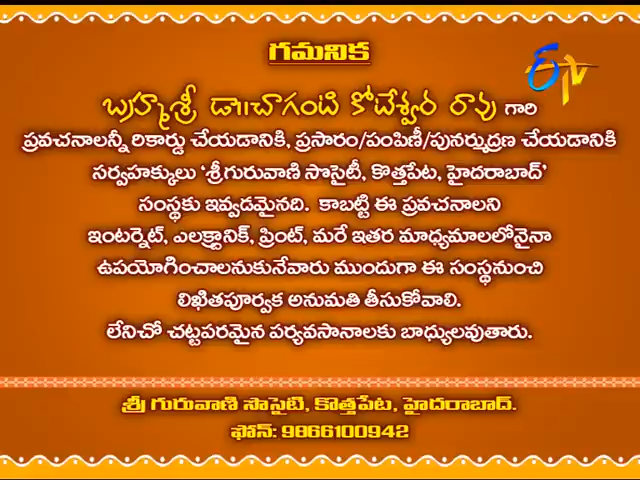 గమనిక
ETV
బ్రహ్మశ్రీ డా॥చాగంటి కోటేశ్వర రావు గారి
ప్రవచనాలన్నీ రికార్డు చేయడానికి, ప్రసారం/పంపిణీ/పునర్ముద్రణ చేయడానికి
సర్వహక్కులు 'శ్రీగురువాణి సొసైటీ, కొత్తపేట, హైదరాబాద్'
సంస్థకు ఇవ్వడమైనది. కాబట్టి ఈ ప్రవచనాలని
ఇంటర్నెట్, ఎలక్ట్రానిక్, ప్రింట్, మరే ఇతర మాధ్యమాలలోనైనా
ఉపయోగించాలనుకునేవారు ముందుగా ఈ సంస్థనుంచి
లిఖితపూర్వక అనుమతి తీసుకోవాలి.
లేనిచో చట్టపరమైన పర్యవసానాలకు బాధ్యులవుతారు.
శ్రీ గురువాణి సొసైటి, కొత్తపేట, హైదరాబాద్.
ఫోన్: 9866100942